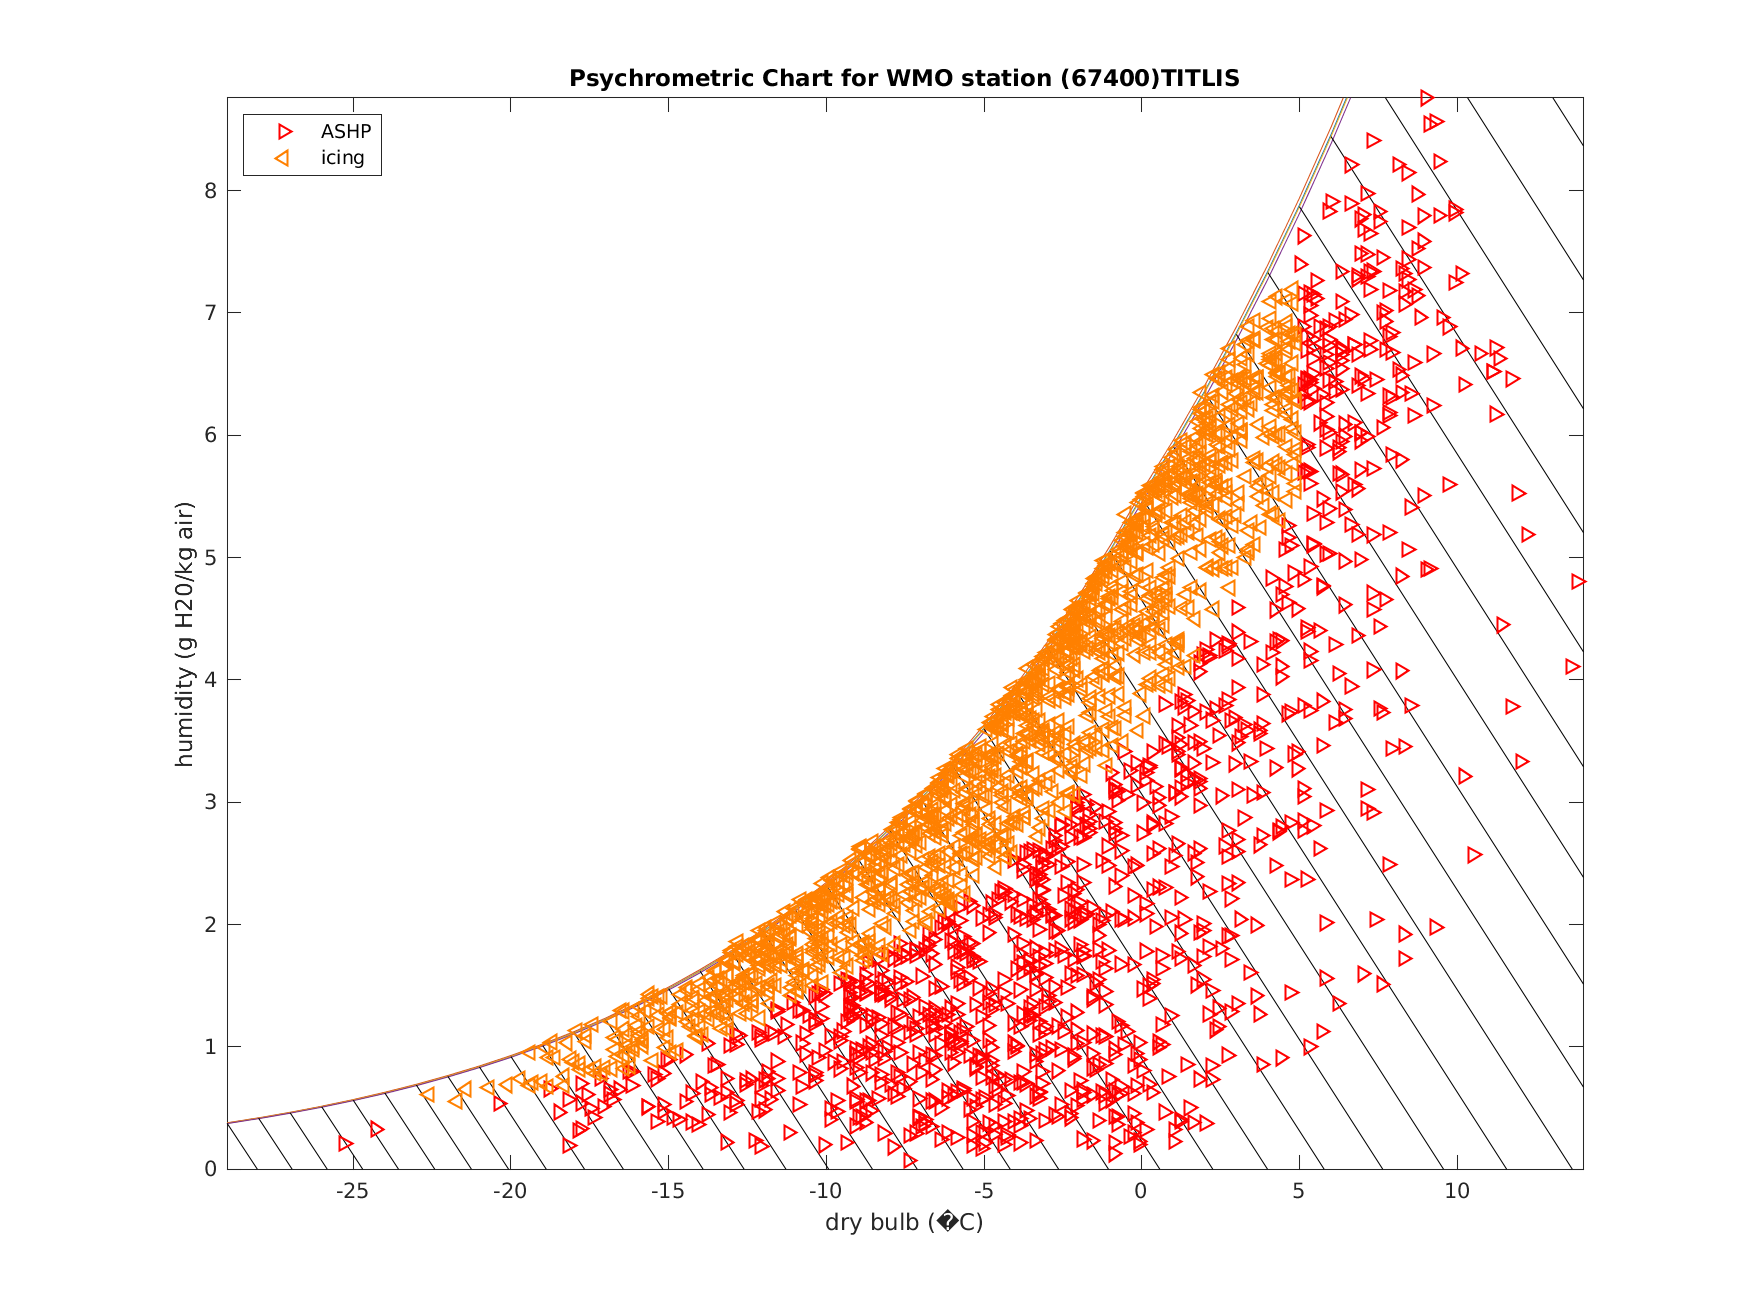 Psychrometric Chart for WMO station (67400)TITLIS
ASHP
icing
8
7
6
5
4
3
2
1
0
humidity (g H20/kg air)
-25 -20 -15 -10 -5 0 5 10
dry bulb (�C)